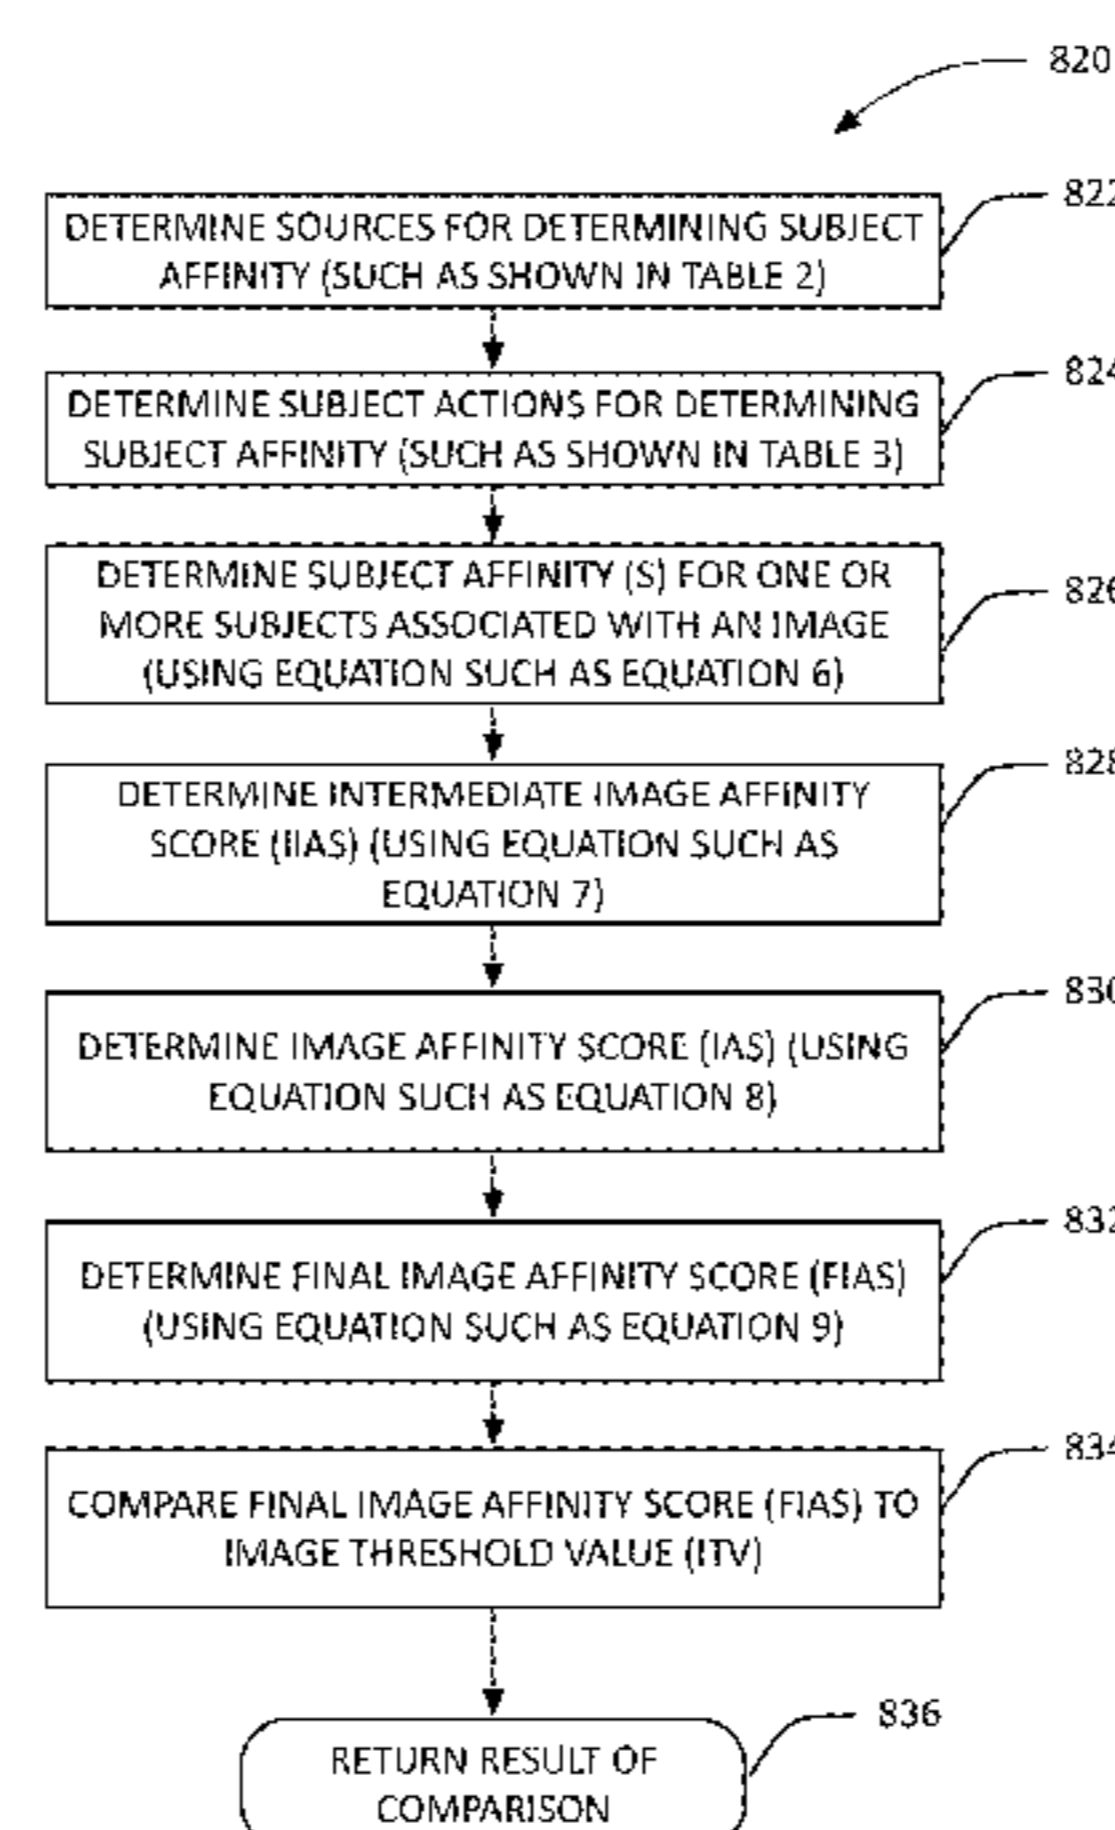 820
822
DETERMINE SOURCES FOR DETERMINING SUBJECT
AFFINITY (SUCH AS SHOWN IN TABLE 2)
824
DETERMINE SUBJECT ACTIONS FOR DETERMINING
SUBJECT AFFINITY (SUCH AS SHOWN IN TABLE 3)
826
DETERMINE SUBJECT AFFINITY (S) FOR ONE OR
MORE SUBJECTS ASSOCIATED WITH AN IMAGE
(USING EQUATION SUCH AS EQUATION 6)
828
DETERMINE INTERMEDIATE IMAGE AFFINITY
SCORE (IIAS) (USING EQUATION SUCH AS
EQUATION 7)
830
DETERMINE IMAGE AFFINITY SCORE (IAS) (USING
EQUATION SUCH AS EQUATION 8)
832
DETERMINE FINAL IMAGE AFFINITY SCORE (FIAS)
(USING EQUATION SUCH AS EQUATION 9)
834
COMPARE FINAL IMAGE AFFINITY SCORE (FIAS) TO
IMAGE THRESHOLD VALUE (ITV)
836
RETURN RESULT OF
COMPARISON